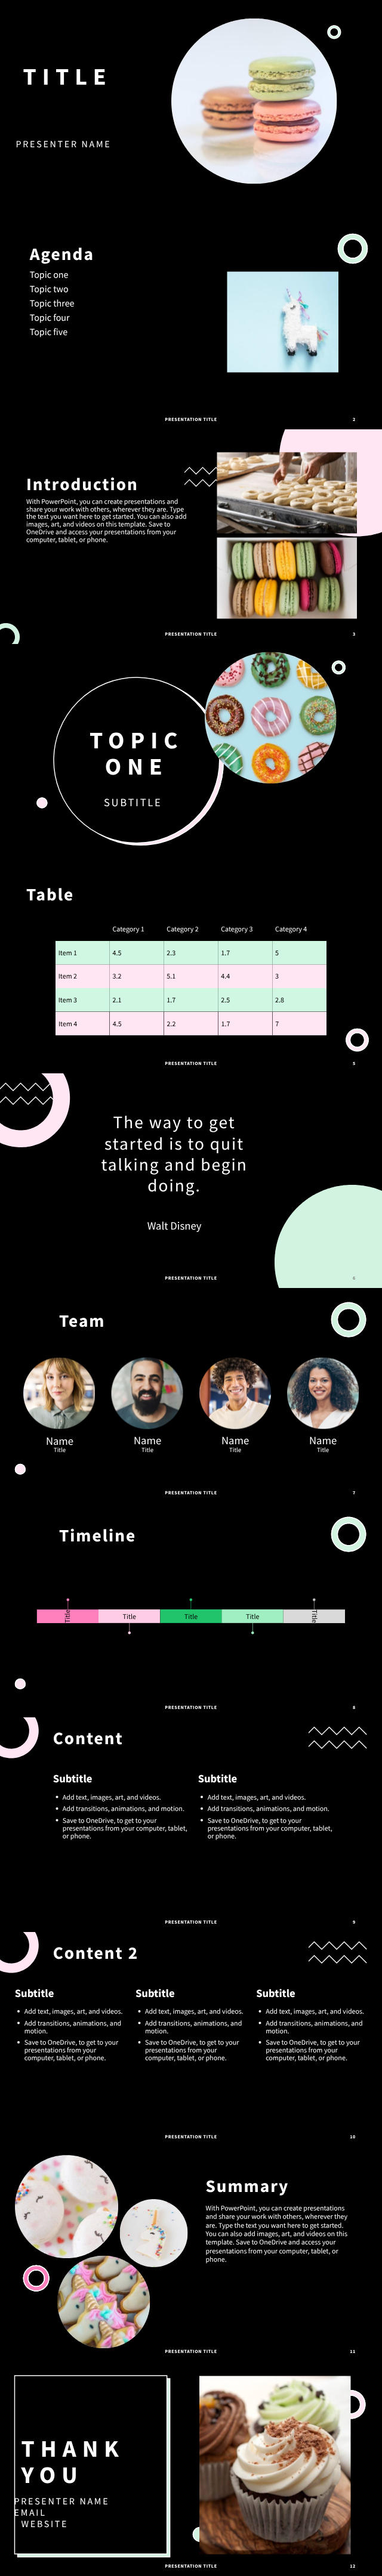 TITLE
PRESENTER NAME
Agenda
Topic one
Topic two
Topic three
Topic four
Topic five
PRESENTATION TITLE
2
Introduction
With PowerPoint, you can create presentations and
share your work with others, wherever they are. Type
the text you want here to get started. You can also add
images, art, and videos on this template. Save to
OneDrive and access your presentations from your
computer, tablet, or phone.
PRESENTATION TITLE
3
TOPIC
ONE
SUBTITLE
Table
Category 1 Category 2 Category 3 Category 4
Item 1 4.5 2.3 1.7 5
Item 2 3.2 5.1 4.4 3
Item 3 2.1 1.7 2.5 2.8
Item 4 4.5 2.2 1.7 7
PRESENTATION TITLE
5
The way to get
started is to quit
talking and begin
doing.
Walt Disney
PRESENTATION TITLE
Team
Name Name Name Name
Title Title Title Title
PRESENTATION TITLE
7
Timeline
Title Title Title Title Title
PRESENTATION TITLE
8
Content
Subtitle
Add text, images, art, and videos.
Add transitions, animations, and motion.
Save to OneDrive, to get to your
presentations from your computer, tablet,
or phone.
Subtitle
Add text, images, art, and videos.
Add transitions, animations, and motion.
Save to OneDrive, to get to your
presentations from your computer, tablet,
or phone.
PRESENTATION TITLE
9
Content 2
Subtitle
Add text, images, art, and videos.
Add transitions, animations, and
motion.
Save to OneDrive, to get to your
presentations from your
computer, tablet, or phone.
Subtitle
Add text, images, art, and videos.
Add transitions, animations, and
motion.
Save to OneDrive, to get to your
presentations from your
computer, tablet, or phone.
Subtitle
Add text, images, art, and videos.
Add transitions, animations, and
motion.
Save to OneDrive, to get to your
presentations from your
computer, tablet, or phone.
PRESENTATION TITLE
10
Summary
With PowerPoint, you can create presentations
and share your work with others, wherever they
are. Type the text you want here to get started.
You can also add images, art, and videos on this
template. Save to OneDrive and access your
presentations from your computer, tablet, or
phone.
PRESENTATION TITLE
11
THANK
YOU
PRESENTER NAME
EMAIL
WEBSITE
PRESENTATION TITLE
12